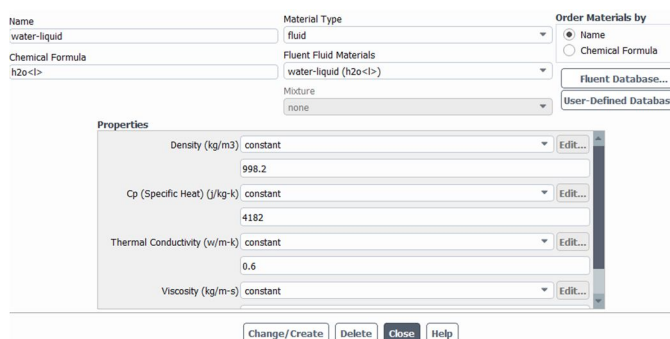 Name
water-liquid
Chemical Formula
h2o<l>
Material Type
fluid
Fluent Fluid Materials
water-liquid (h2o<l>)
Mixture
none
Order Materials by
Name
Chemical Formula
Fluent Database...
User-Defined Databas
Properties
Density (kg/m3) constant Edit...
998.2
Cp (Specific Heat) (j/kg-k) constant Edit...
4182
Thermal Conductivity (w/m-k) constant Edit...
0.6
Viscosity (kg/m-s) constant Edit...
Change/Create Delete Close Help